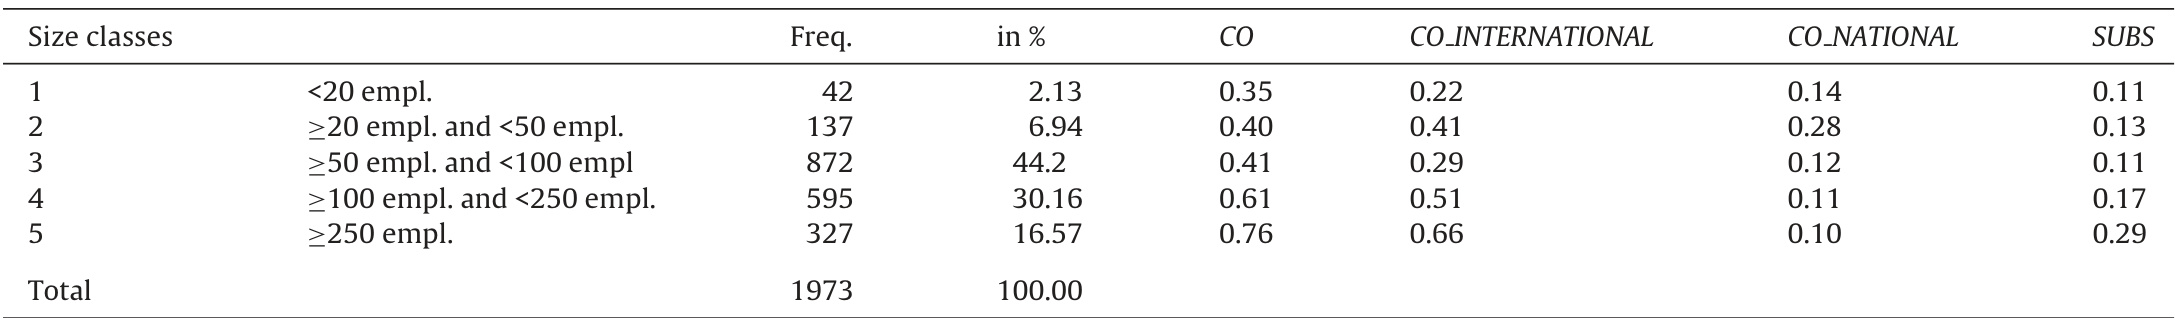 Size classes Freq. in % CO CO_INTERNATIONAL CO_NATIONAL SUBS
1 <20 empl. 42 2.13 0.35 0.22 0.14 0.11
2 ≥20 empl. and <50 empl. 137 6.94 0.40 0.41 0.28 0.13
3 ≥50 empl. and <100 empl 872 44.2 0.41 0.29 0.12 0.11
4 ≥100 empl. and <250 empl. 595 30.16 0.61 0.51 0.11 0.17
5 ≥250 empl. 327 16.57 0.76 0.66 0.10 0.29
Total 1973 100.00